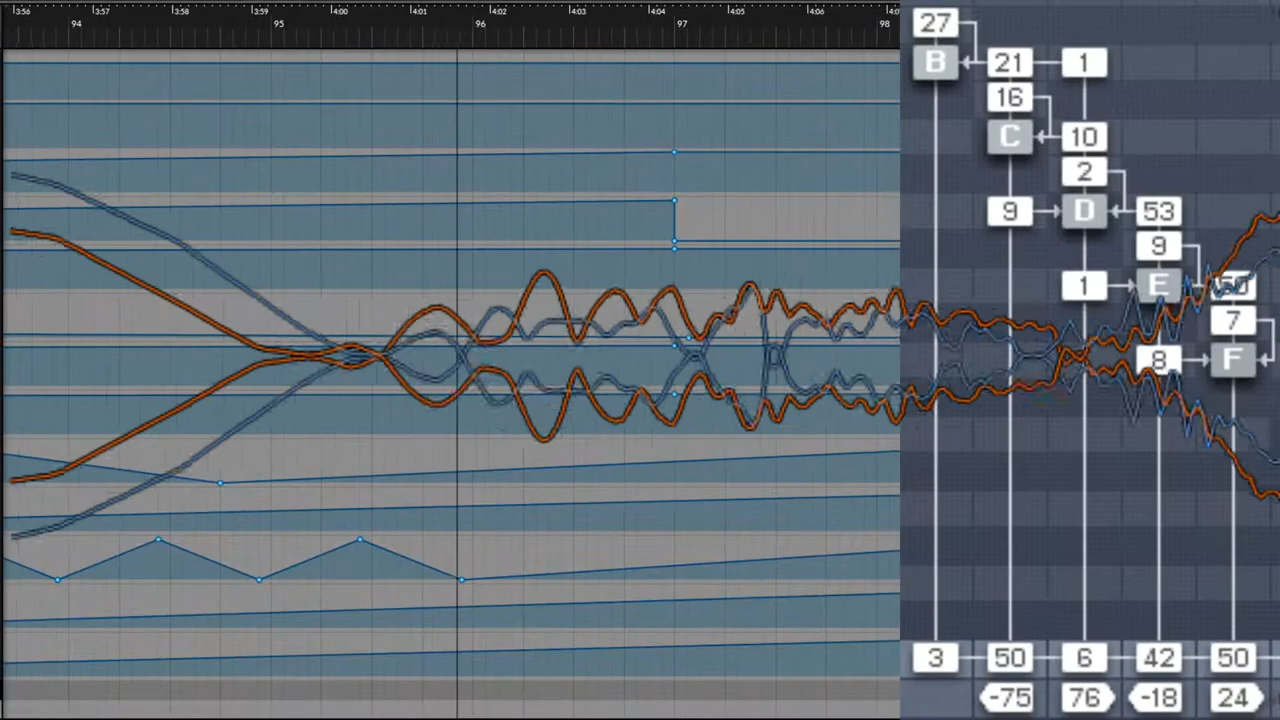 3:56 3:57 3:58 3:59 4:00 4:01 4:02 4:03 4:04 4:05 4:06
94 95 96 97 98
27
B 21 1
16
C 10
2
9 D 53
9
1 E 50
7
8 F
3 50 6 42 50
-75 76 -18 24